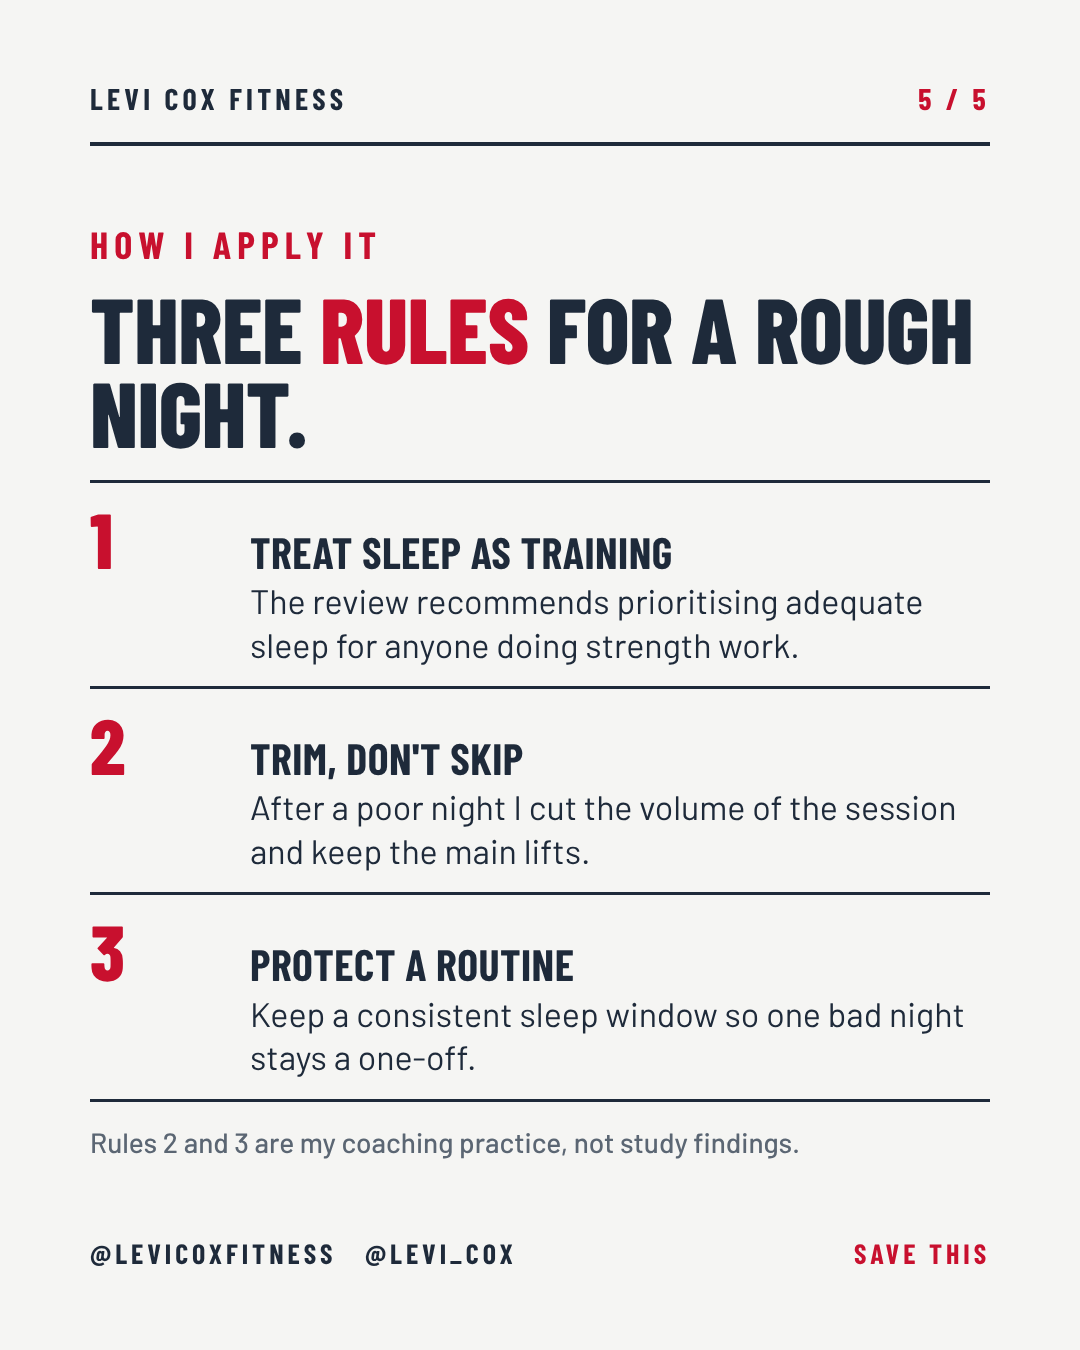 LEVI COX FITNESS
5 / 5
HOW I APPLY IT
THREE RULES FOR A ROUGH
NIGHT.
1
TREAT SLEEP AS TRAINING
The review recommends prioritising adequate
sleep for anyone doing strength work.
2
TRIM, DON'T SKIP
After a poor night I cut the volume of the session
and keep the main lifts.
3
PROTECT A ROUTINE
Keep a consistent sleep window so one bad night
stays a one-off.
Rules 2 and 3 are my coaching practice, not study findings.
@LEVICOXFITNESS @LEVI_COX
SAVE THIS